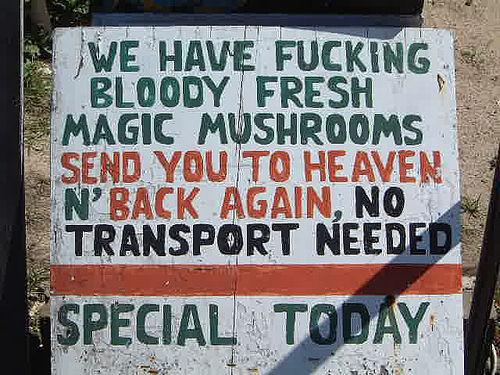 WE HAVE FUCKING
BLOODY FRESH
MAGIC MUSHROOMS
SEND YOU TO HEAVEN
N' BACK AGAIN, NO
TRANSPORT NEEDED
SPECIAL TODAY